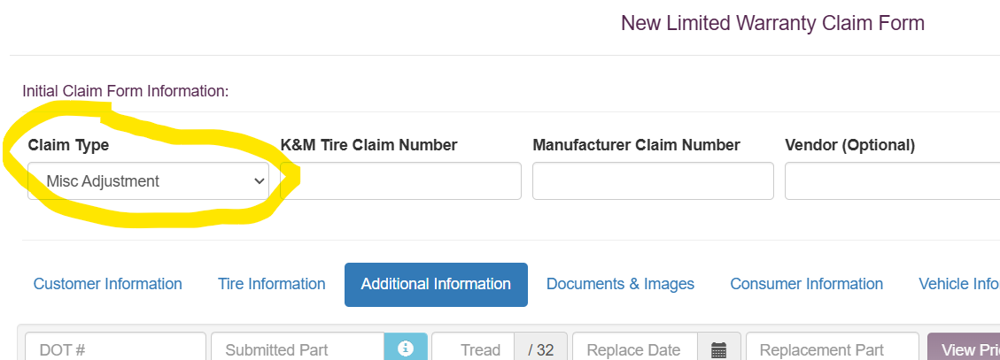 New Limited Warranty Claim Form
Initial Claim Form Information:
Claim Type K&M Tire Claim Number Manufacturer Claim Number Vendor (Optional)
Misc Adjustment
Customer Information Tire Information Additional Information Documents & Images Consumer Information Vehicle Info
DOT # Submitted Part Tread / 32 Replace Date Replacement Part View Pri